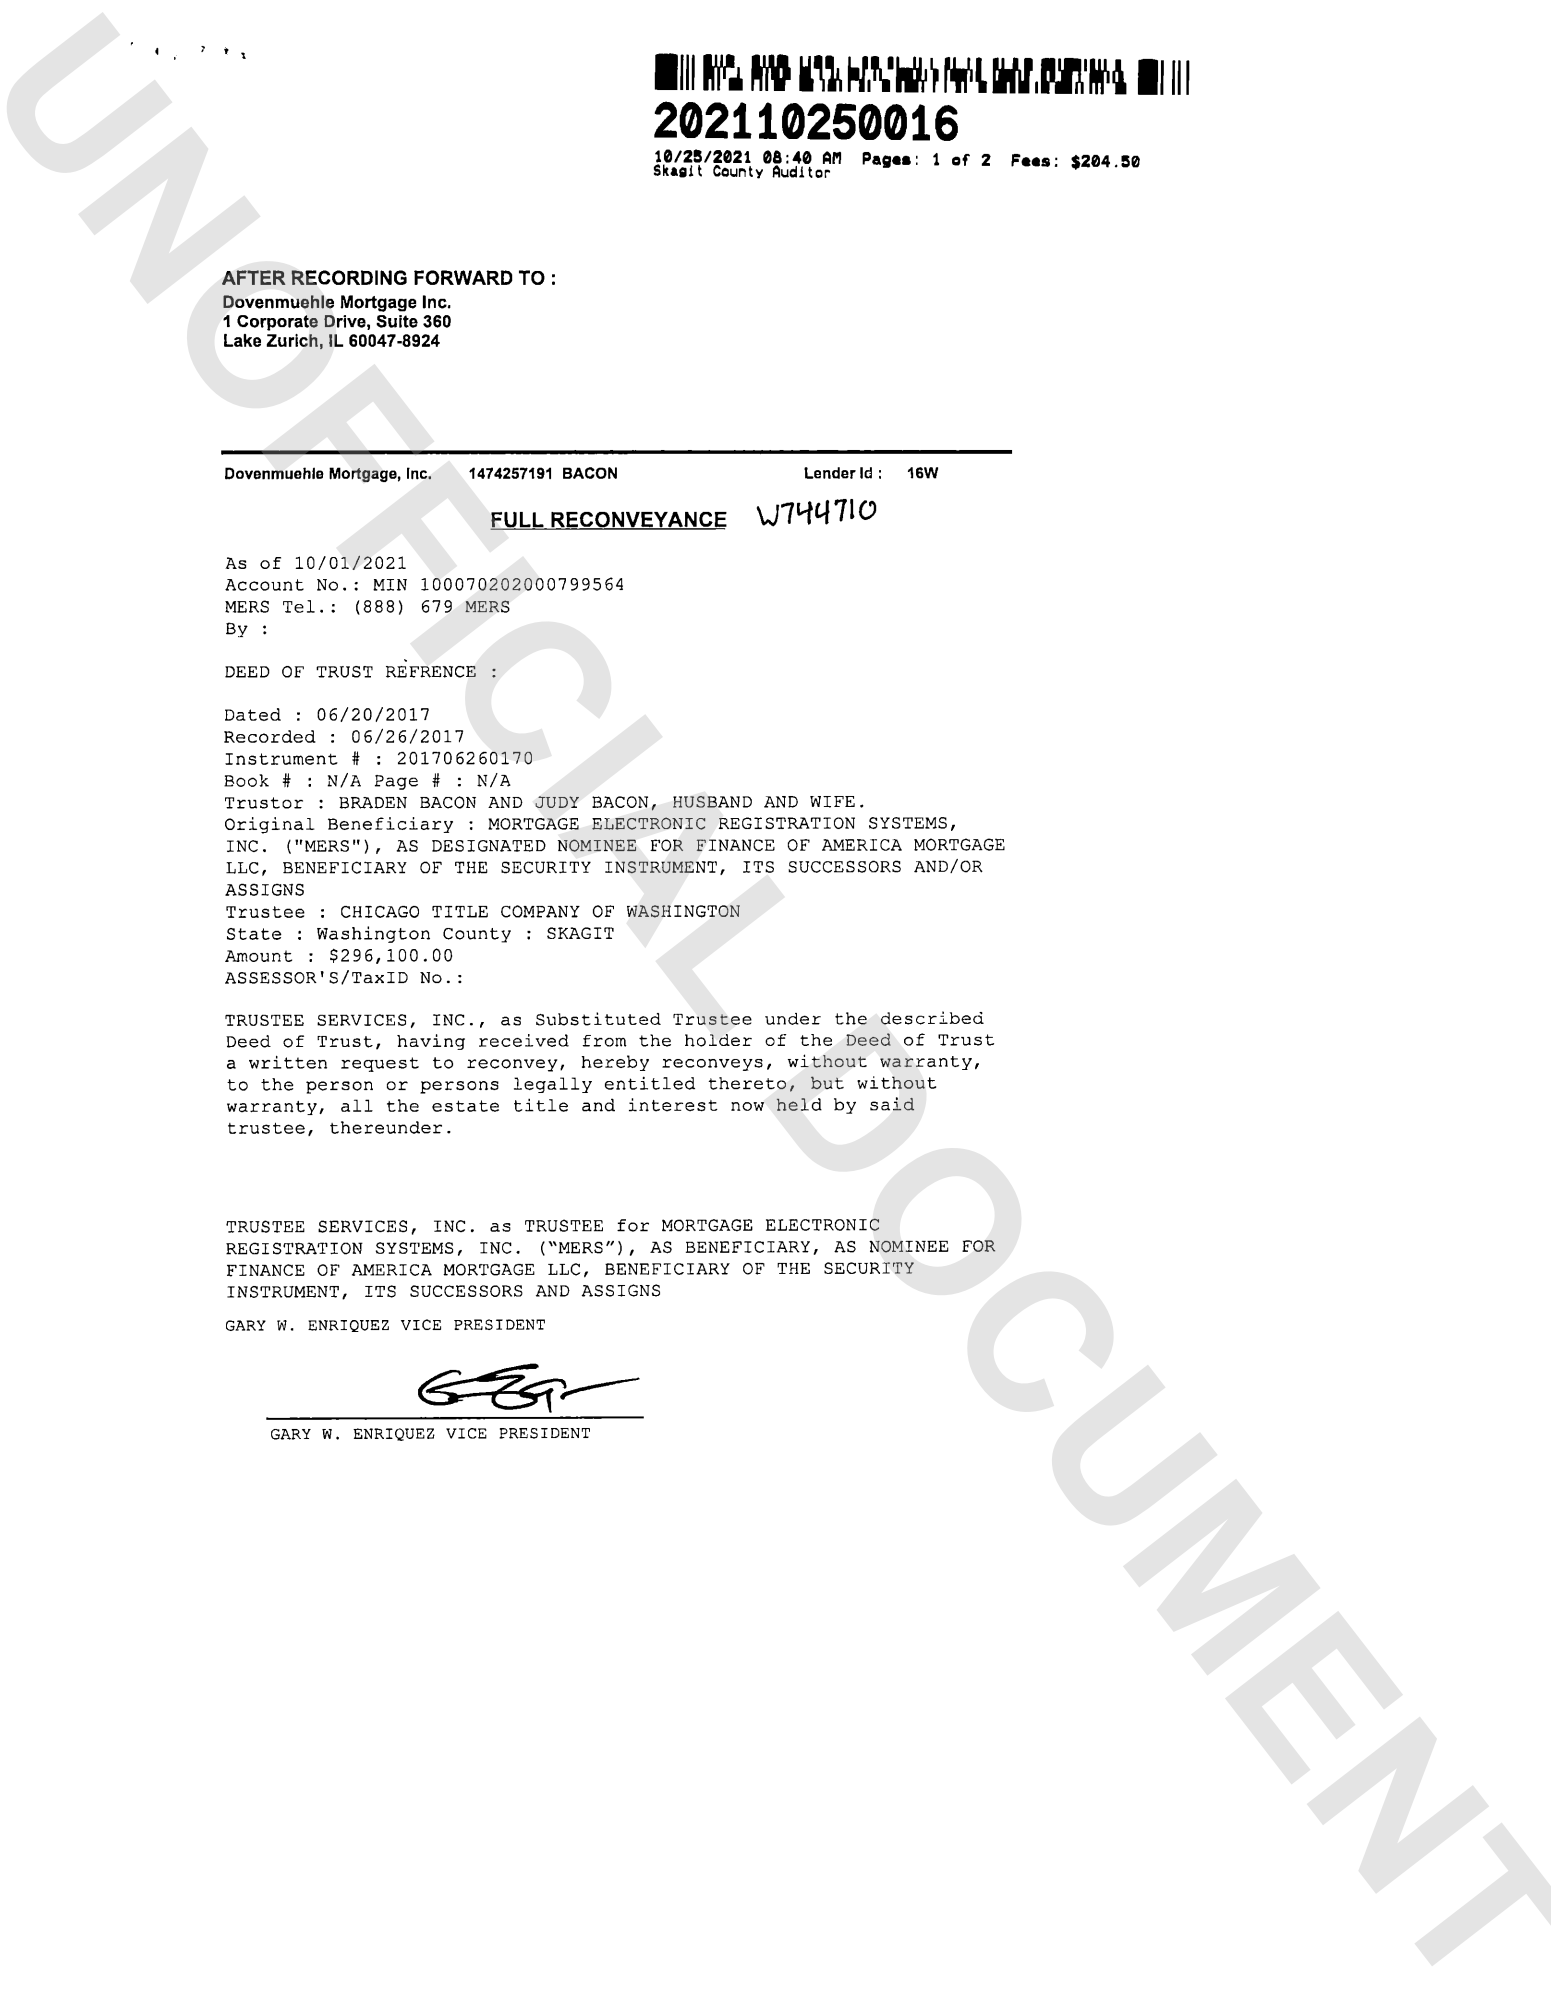 202110250016
10/25/2021 08:40 AM Pages: 1 of 2 Fees: $204.50
Skagit County Auditor
AFTER RECORDING FORWARD TO :
Dovenmuehle Mortgage Inc.
1 Corporate Drive, Suite 360
Lake Zurich, IL 60047-8924
Dovenmuehle Mortgage, Inc. 1474257191 BACON Lender Id : 16W
FULL RECONVEYANCE W744710
As of 10/01/2021
Account No.: MIN 100070202000799564
MERS Tel.: (888) 679 MERS
By :
DEED OF TRUST REFRENCE :
Dated : 06/20/2017
Recorded : 06/26/2017
Instrument # : 201706260170
Book # : N/A Page # : N/A
Trustor : BRADEN BACON AND JUDY BACON, HUSBAND AND WIFE.
Original Beneficiary : MORTGAGE ELECTRONIC REGISTRATION SYSTEMS,
INC. ("MERS"), AS DESIGNATED NOMINEE FOR FINANCE OF AMERICA MORTGAGE
LLC, BENEFICIARY OF THE SECURITY INSTRUMENT, ITS SUCCESSORS AND/OR
ASSIGNS
Trustee : CHICAGO TITLE COMPANY OF WASHINGTON
State : Washington County : SKAGIT
Amount : $296,100.00
ASSESSOR'S/TaxID No.:
TRUSTEE SERVICES, INC., as Substituted Trustee under the described
Deed of Trust, having received from the holder of the Deed of Trust
a written request to reconvey, hereby reconveys, without warranty,
to the person or persons legally entitled thereto, but without
warranty, all the estate title and interest now held by said
trustee, thereunder.
TRUSTEE SERVICES, INC. as TRUSTEE for MORTGAGE ELECTRONIC
REGISTRATION SYSTEMS, INC. (“MERS”), AS BENEFICIARY, AS NOMINEE FOR
FINANCE OF AMERICA MORTGAGE LLC, BENEFICIARY OF THE SECURITY
INSTRUMENT, ITS SUCCESSORS AND ASSIGNS
GARY W. ENRIQUEZ VICE PRESIDENT
GARY W. ENRIQUEZ VICE PRESIDENT
UNOFFICIAL DOCUMENT